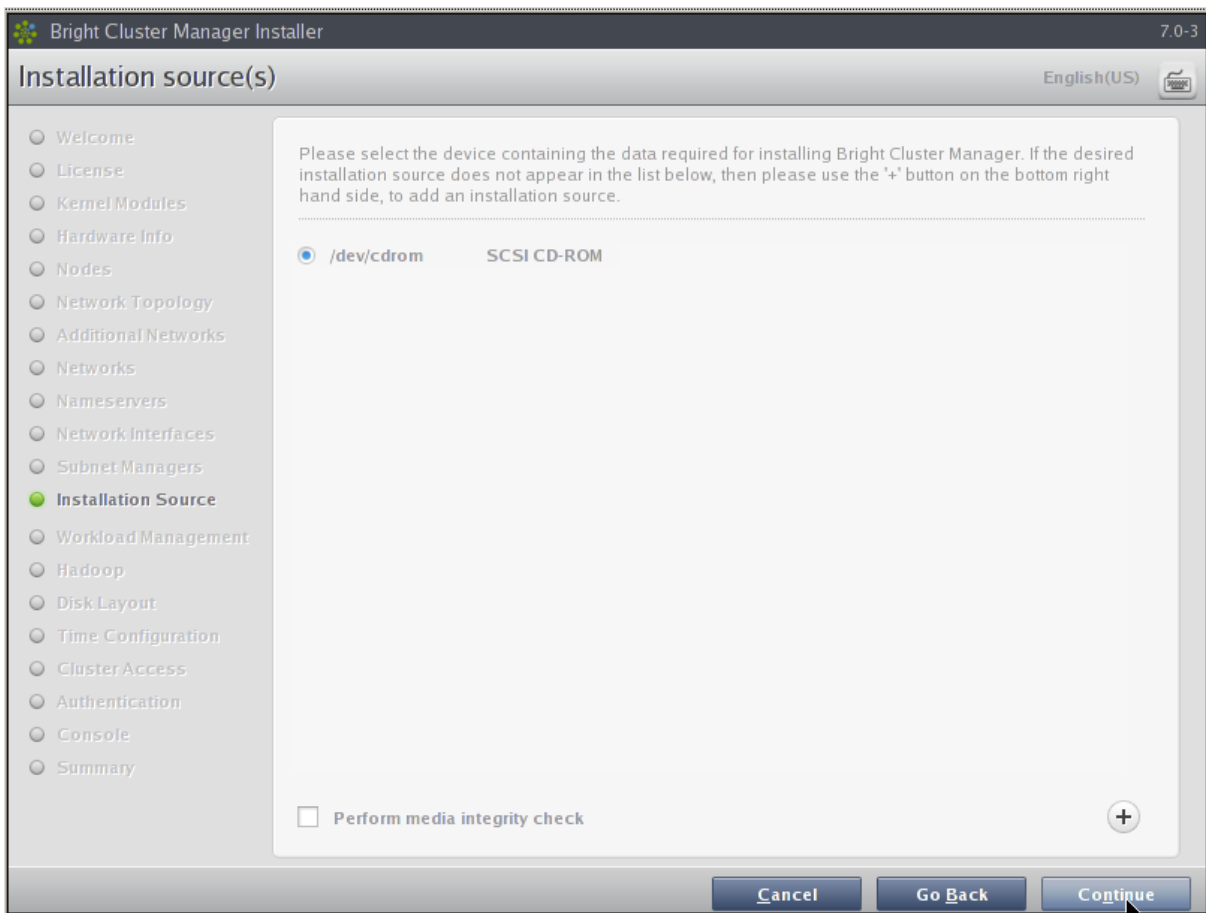 Bright Cluster Manager Installer
7.0-3
Installation source(s)
English(US)
Welcome
License
Kernel Modules
Hardware Info
Nodes
Network Topology
Additional Networks
Networks
Nameservers
Network Interfaces
Subnet Managers
Installation Source
Workload Management
Hadoop
Disk Layout
Time Configuration
Cluster Access
Authentication
Console
Summary
Please select the device containing the data required for installing Bright Cluster Manager. If the desired
installation source does not appear in the list below, then please use the '+' button on the bottom right
hand side, to add an installation source.
/dev/cdrom SCSI CD-ROM
Perform media integrity check
+
Cancel
Go Back
Continue